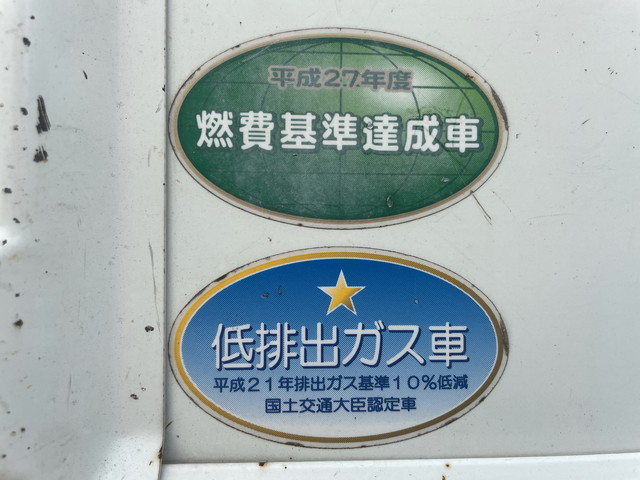 平成27年度
燃費基準達成車
低排出ガス車
平成21年排出ガス基準10%低減
国土交通大臣認定車